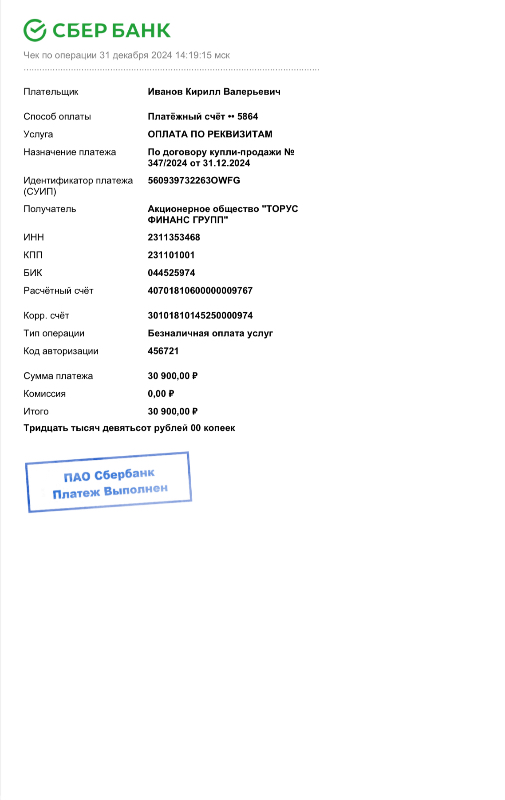 СБЕР БАНК
Чек по операции 31 декабря 2024 14:19:15 мск
Плательщик Иванов Кирилл Валерьевич
Способ оплаты Платёжный счёт •• 5864
Услуга ОПЛАТА ПО РЕКВИЗИТАМ
Назначение платежа По договору купли-продажи №
347/2024 от 31.12.2024
Идентификатор платежа 560939732263OWFG
(СУИП)
Получатель Акционерное общество "ТОРУС
ФИНАНС ГРУПП"
ИНН 2311353468
КПП 231101001
БИК 044525974
Расчётный счёт 40701810600000009767
Корр. счёт 30101810145250000974
Тип операции Безналичная оплата услуг
Код авторизации 456721
Сумма платежа 30 900,00 ₽
Комиссия 0,00 ₽
Итого 30 900,00 ₽
Тридцать тысяч девятьсот рублей 00 копеек
ПАО Сбербанк
Платеж Выполнен